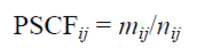 PSCFij = mij/nij